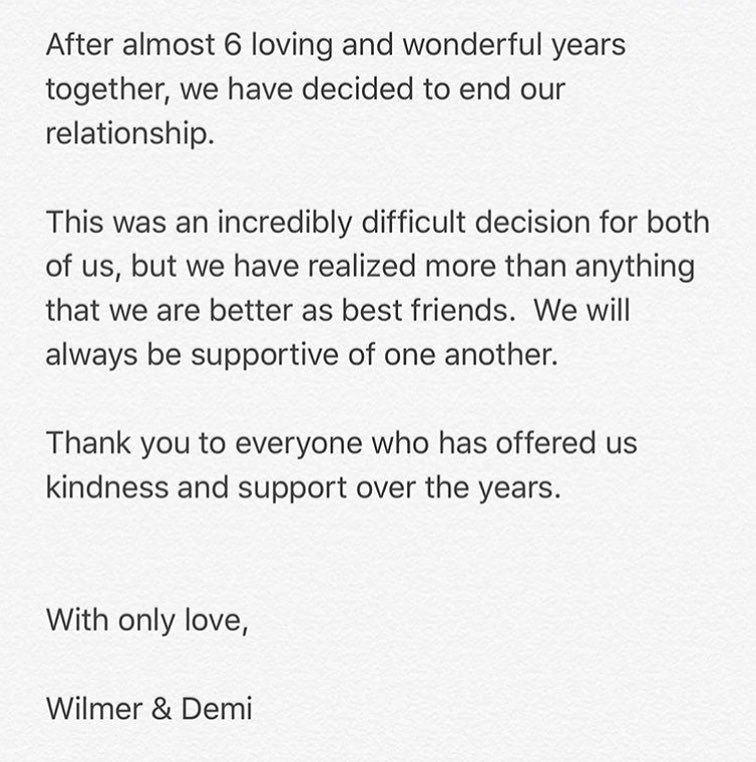 After almost 6 loving and wonderful years
together, we have decided to end our
relationship.
This was an incredibly difficult decision for both
of us, but we have realized more than anything
that we are better as best friends.  We will
always be supportive of one another.
Thank you to everyone who has offered us
kindness and support over the years.
With only love,
Wilmer & Demi